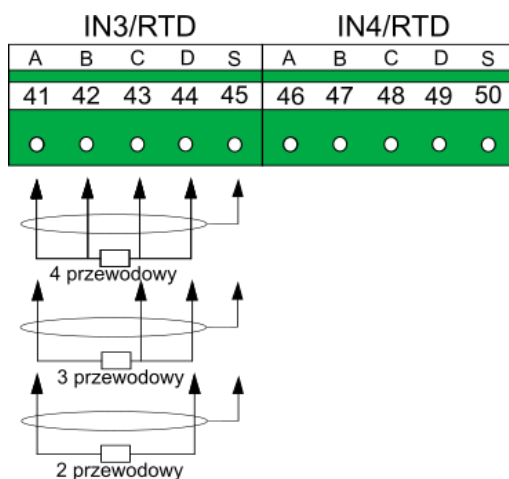 IN3/RTD IN4/RTD
A B C D S A B C D S
41 42 43 44 45 46 47 48 49 50
4 przewodowy
3 przewodowy
2 przewodowy